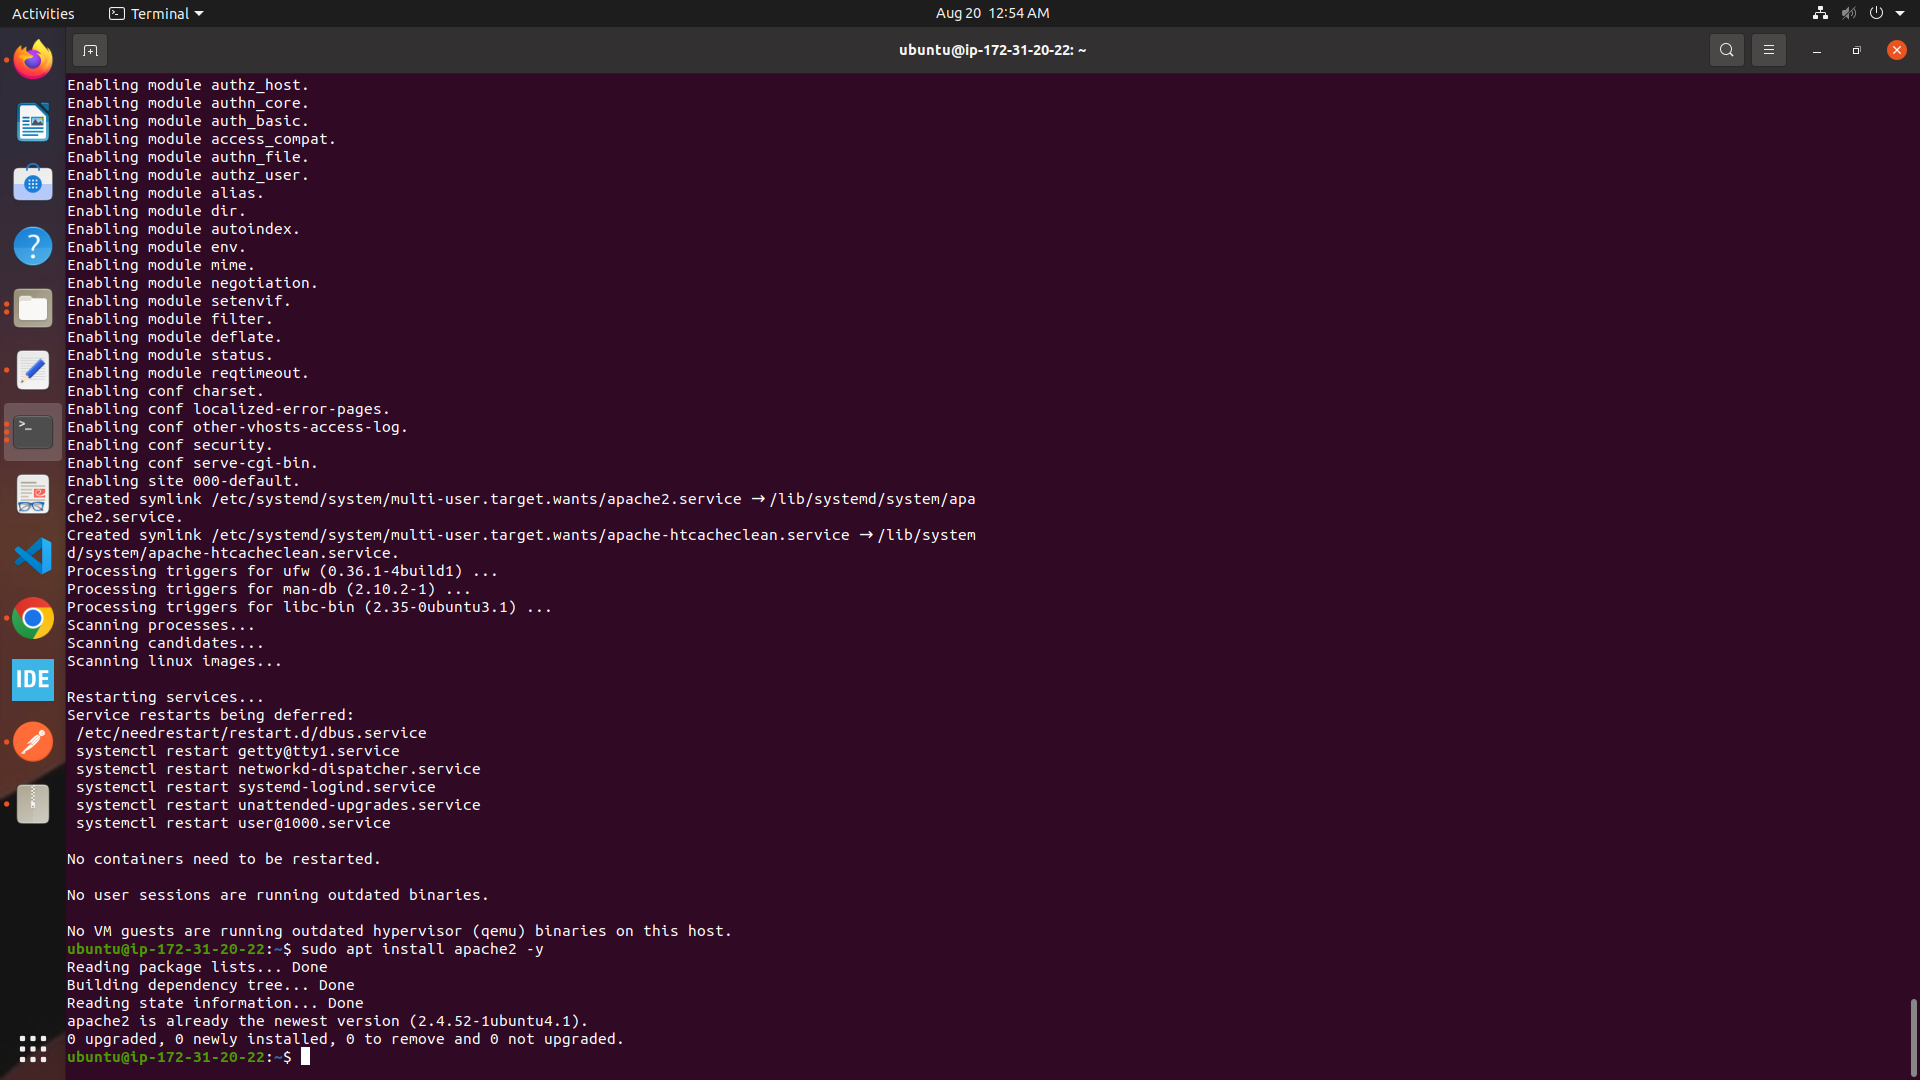 Activities
Terminal
Aug 20 12:54 AM
ubuntu@ip-172-31-20-22: ~
Enabling module authz_host.
Enabling module authn_core.
Enabling module auth_basic.
Enabling module access_compat.
Enabling module authn_file.
Enabling module authz_user.
Enabling module alias.
Enabling module dir.
Enabling module autoindex.
Enabling module env.
Enabling module mime.
Enabling module negotiation.
Enabling module setenvif.
Enabling module filter.
Enabling module deflate.
Enabling module status.
Enabling module reqtimeout.
Enabling conf charset.
Enabling conf localized-error-pages.
Enabling conf other-vhosts-access-log.
Enabling conf security.
Enabling conf serve-cgi-bin.
Enabling site 000-default.
Created symlink /etc/systemd/system/multi-user.target.wants/apache2.service → /lib/systemd/system/apa
che2.service.
Created symlink /etc/systemd/system/multi-user.target.wants/apache-htcacheclean.service → /lib/system
d/system/apache-htcacheclean.service.
Processing triggers for ufw (0.36.1-4build1) ...
Processing triggers for man-db (2.10.2-1) ...
Processing triggers for libc-bin (2.35-0ubuntu3.1) ...
Scanning processes...
Scanning candidates...
Scanning linux images...
Restarting services...
Service restarts being deferred:
/etc/needrestart/restart.d/dbus.service
systemctl restart getty@tty1.service
systemctl restart networkd-dispatcher.service
systemctl restart systemd-logind.service
systemctl restart unattended-upgrades.service
systemctl restart user@1000.service
No containers need to be restarted.
No user sessions are running outdated binaries.
No VM guests are running outdated hypervisor (qemu) binaries on this host.
ubuntu@ip-172-31-20-22:~$ sudo apt install apache2 -y
Reading package lists... Done
Building dependency tree... Done
Reading state information... Done
apache2 is already the newest version (2.4.52-1ubuntu4.1).
0 upgraded, 0 newly installed, 0 to remove and 0 not upgraded.
ubuntu@ip-172-31-20-22:~$
IDE